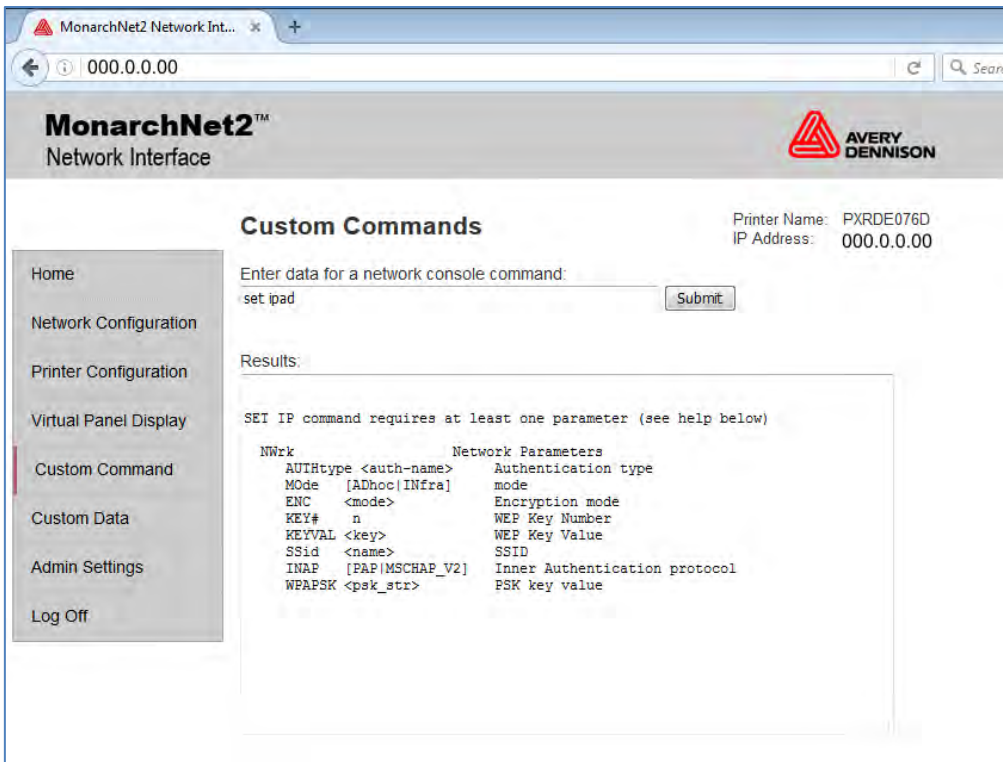 MonarchNet2 Network Int... × +
000.0.0.00
MonarchNet2™
Network Interface
AVERY
DENNISON
Custom Commands
Printer Name: PXRDE076D
IP Address: 000.0.0.00
Home
Network Configuration
Printer Configuration
Virtual Panel Display
Custom Command
Custom Data
Admin Settings
Log Off
Enter data for a network console command:
set ipad
Submit
Results:
SET IP command requires at least one parameter (see help below)
NWrk Network Parameters
AUTHtype <auth-name> Authentication type
MOde [ADhoc|INfra] mode
ENC <mode> Encryption mode
KEY# n WEP Key Number
KEYVAL <key> WEP Key Value
SSid <name> SSID
INAP [PAP|MSCHAP_V2] Inner Authentication protocol
WPAPSK <psk_str> PSK key value